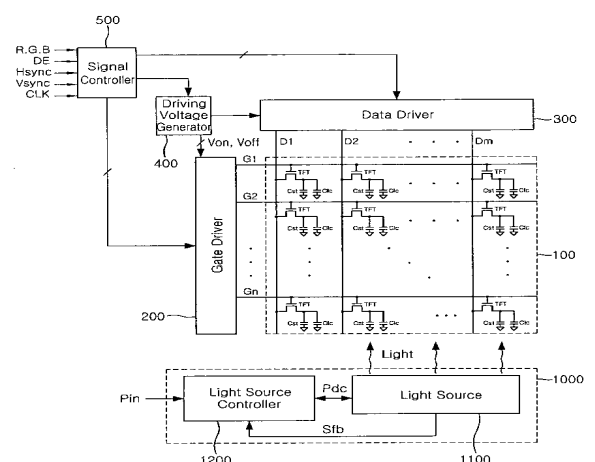 500
R.G.B
DE
Hsync
Vsync
CLK
Signal
Controller
Driving
Voltage
Generator
400
Data Driver
300
Von, Voff
D1 D2 Dm
G1
TFT TFT TFT
Cst Clc Cst Clc Cst Clc
G2
TFT TFT TFT
Cst Clc Cst Clc Cst Clc
Gate Driver
100
Gn
TFT TFT TFT
Cst Clc Cst Clc Cst Clc
200
Light
1000
Pin
Light Source
Controller
Pdc
Light Source
Sfb
1200
1100